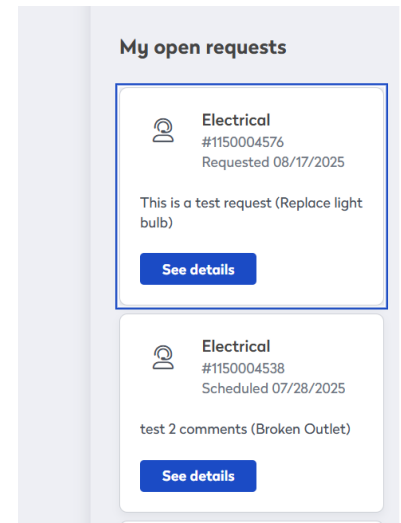 My open requests
Electrical
#1150004576
Requested 08/17/2025
This is a test request (Replace light
bulb)
See details
Electrical
#1150004538
Scheduled 07/28/2025
test 2 comments (Broken Outlet)
See details